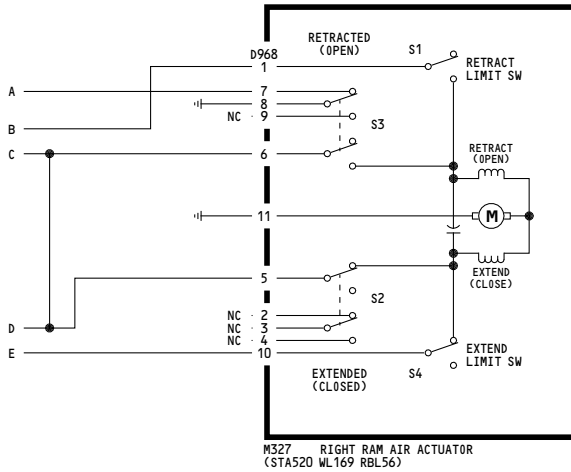 RETRACTED
(OPEN)
S1
D968
1
RETRACT
LIMIT SW
A
7
8
NC 9
S3
B
C
6
RETRACT
(OPEN)
11
M
5
EXTEND
(CLOSE)
S2
NC 2
D
NC 3
NC 4
E
10
EXTEND
LIMIT SW
EXTENDED
(CLOSED)
S4
M327 RIGHT RAM AIR ACTUATOR
(STA520 WL169 RBL56)